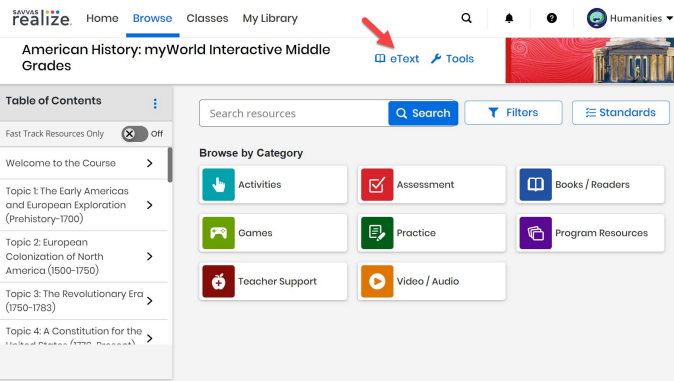 SAVVAS
realize.
Home Browse Classes My Library
Humanities
American History: myWorld Interactive Middle
Grades
eText Tools
Table of Contents
Fast Track Resources Only Off
Welcome to the Course
Topic 1: The Early Americas
and European Exploration
(Prehistory-1700)
Topic 2: European
Colonization of North
America (1500-1750)
Topic 3: The Revolutionary Era
(1750-1783)
Topic 4: A Constitution for the
United States (1776-Present)
Search resources
Search
Filters
Standards
Browse by Category
Activities
Assessment
Books / Readers
Games
Practice
Program Resources
Teacher Support
Video / Audio